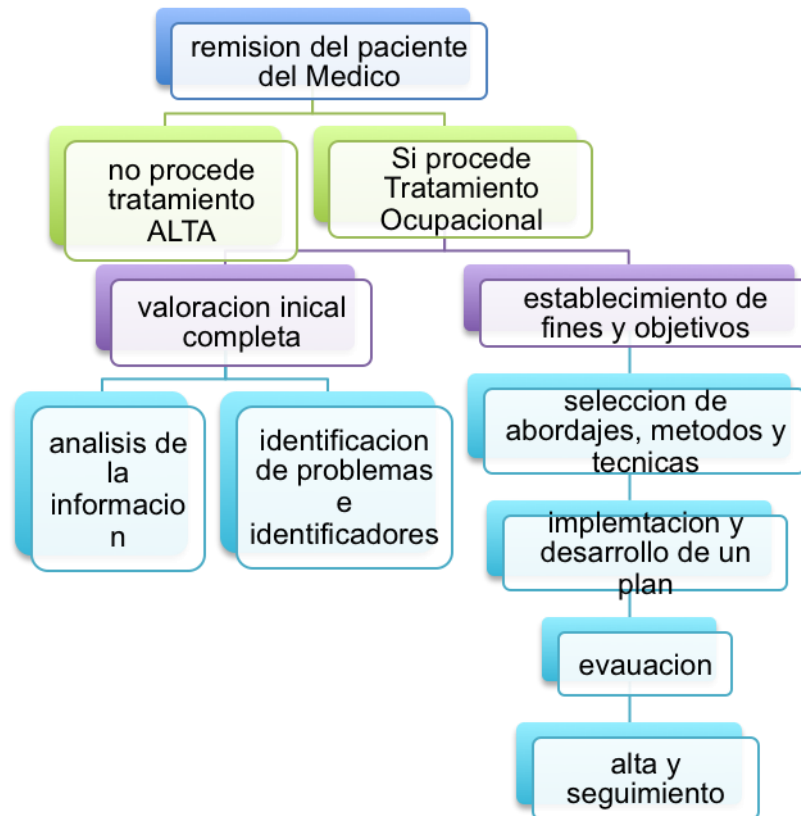 remision del paciente
del Medico
no procede
tratamiento
ALTA
Si procede
Tratamiento
Ocupacional
valoracion inical
completa
establecimiento de
fines y objetivos
analisis de
la
informacio
n
identificacion
de problemas
e
identificadores
seleccion de
abordajes, metodos y
tecnicas
implemtacion y
desarrollo de un
plan
evauacion
alta y
seguimiento